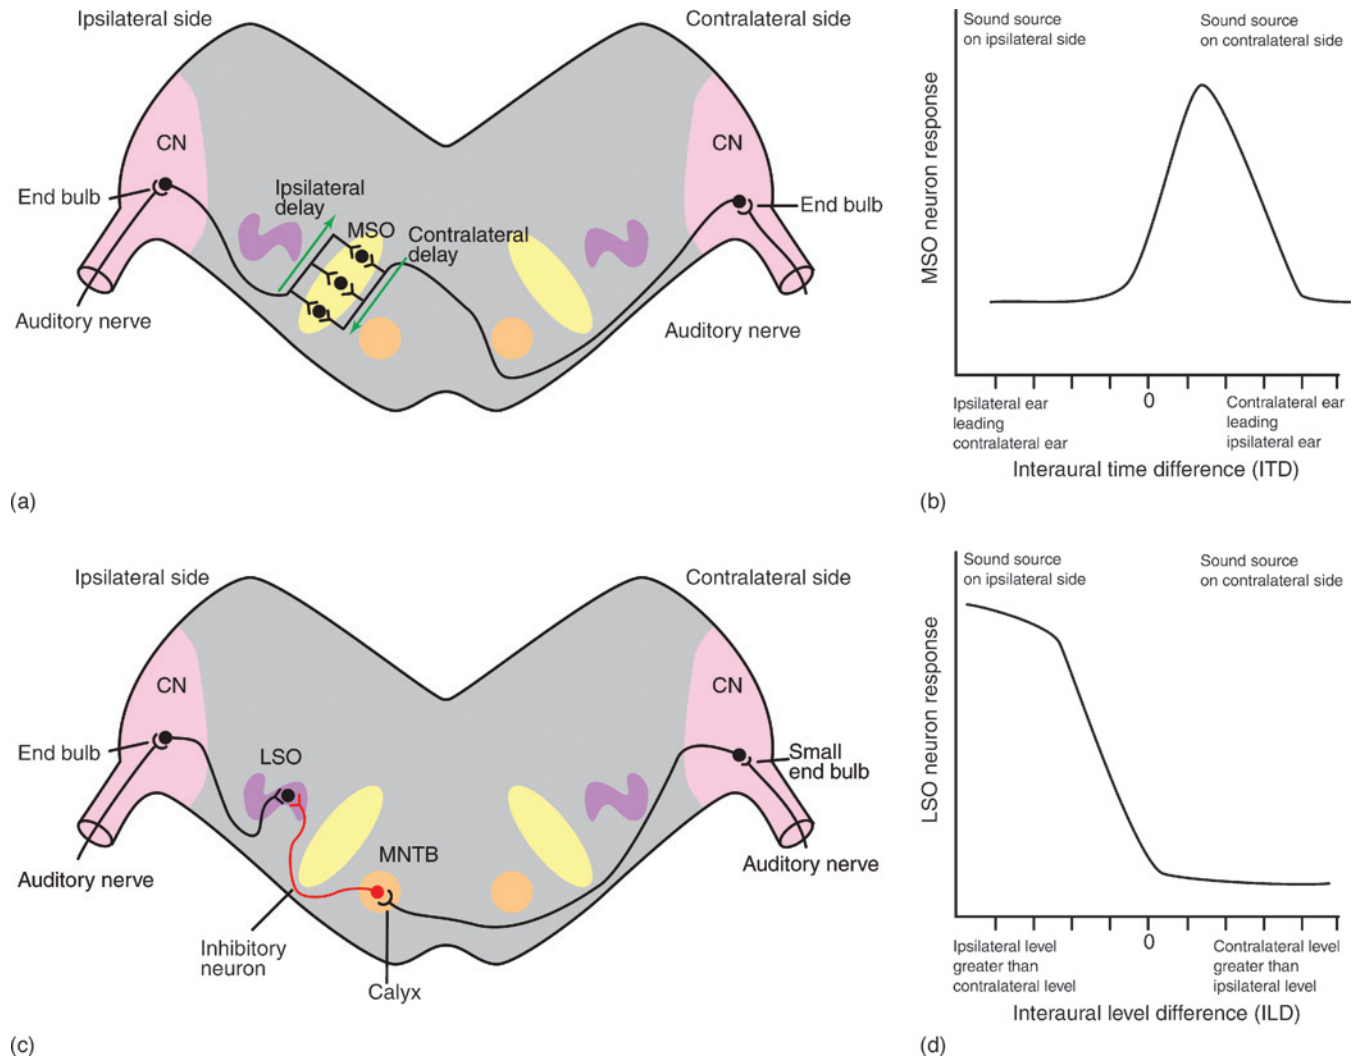 Ipsilateral side
Contralateral side
CN
CN
End bulb
Ipsilateral
delay
MSO
Contralateral
delay
End bulb
Auditory nerve
Auditory nerve
(a)
Sound source
on ipsilateral side
Sound source
on contralateral side
MSO neuron response
0
Ipsilateral ear
leading
contralateral ear
Contralateral ear
leading
ipsilateral ear
Interaural time difference (ITD)
(b)
Ipsilateral side
Contralateral side
CN
CN
End bulb
LSO
Small
end bulb
MNTB
Auditory nerve
Auditory nerve
Inhibitory
neuron
Calyx
(c)
Sound source
on ipsilateral side
Sound source
on contralateral side
LSO neuron response
0
Ipsilateral level
greater than
contralateral level
Contralateral level
greater than
ipsilateral level
Interaural level difference (ILD)
(d)